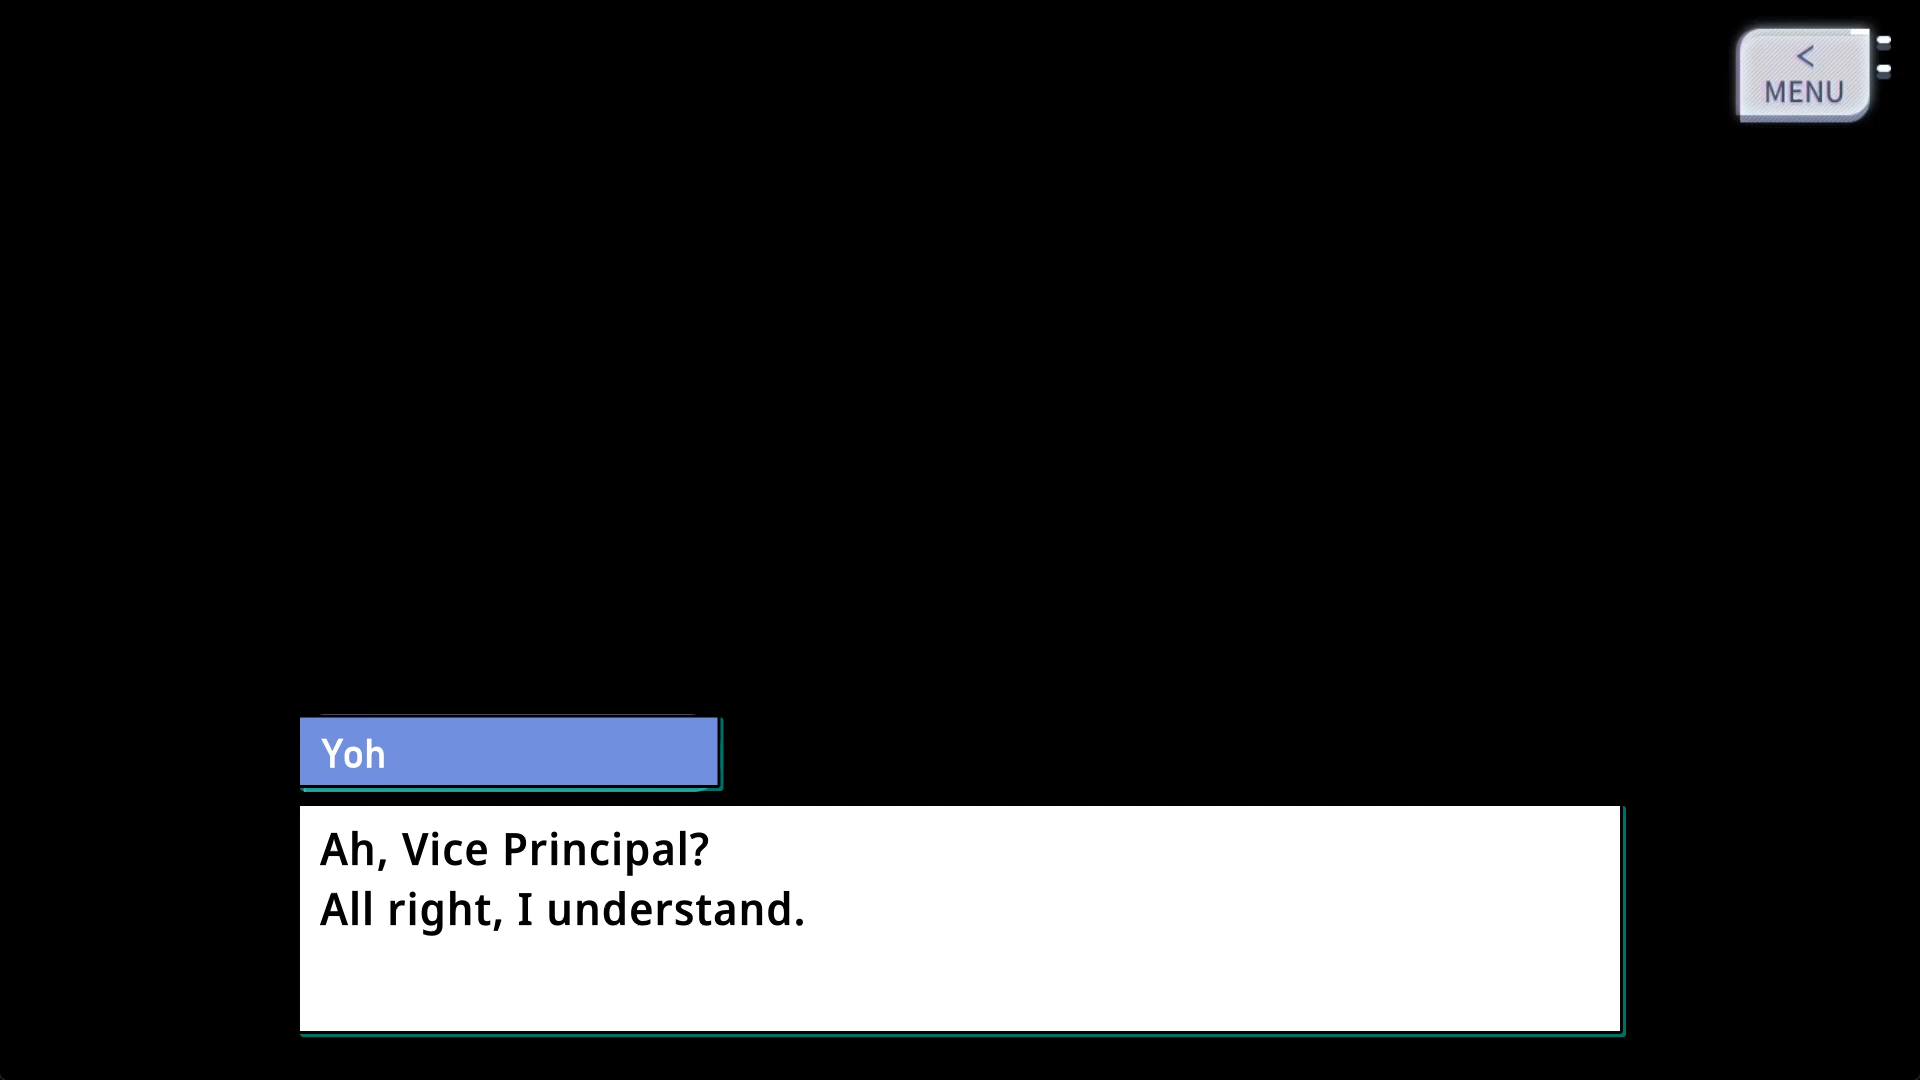 <
MENU
Yoh
Ah, Vice Principal?
All right, I understand.